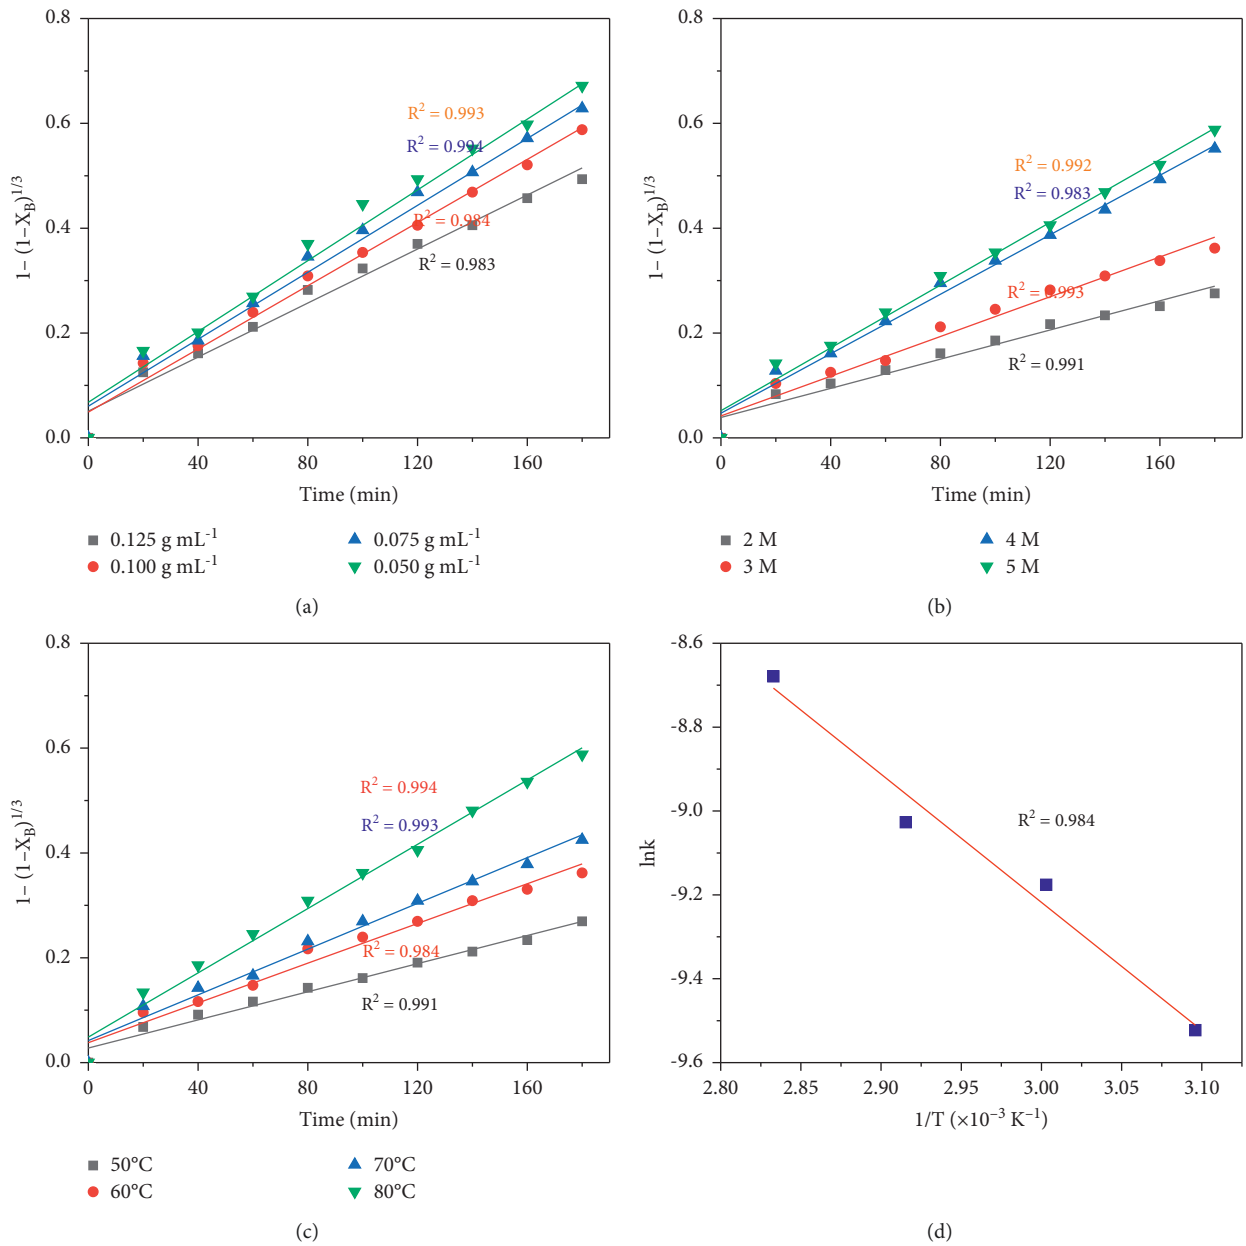 0.8
0.6
0.4
0.2
0.0
1– (1–X_B)^1/3
R² = 0.993
R² = 0.994
R² = 0.984
R² = 0.983
0 40 80 120 160
Time (min)
0.125 g mL⁻¹ 0.075 g mL⁻¹
0.100 g mL⁻¹ 0.050 g mL⁻¹
(a)
0.8
0.6
0.4
0.2
0.0
1– (1–X_B)^1/3
R² = 0.992
R² = 0.983
R² = 0.993
R² = 0.991
0 40 80 120 160
Time (min)
2 M 4 M
3 M 5 M
(b)
0.8
0.6
0.4
0.2
0.0
1– (1–X_B)^1/3
R² = 0.994
R² = 0.993
R² = 0.984
R² = 0.991
0 40 80 120 160
Time (min)
50°C 70°C
60°C 80°C
(c)
-8.6
-8.8
-9.0
-9.2
-9.4
-9.6
lnk
R² = 0.984
2.80 2.85 2.90 2.95 3.00 3.05 3.10
1/T (×10⁻³ K⁻¹)
(d)